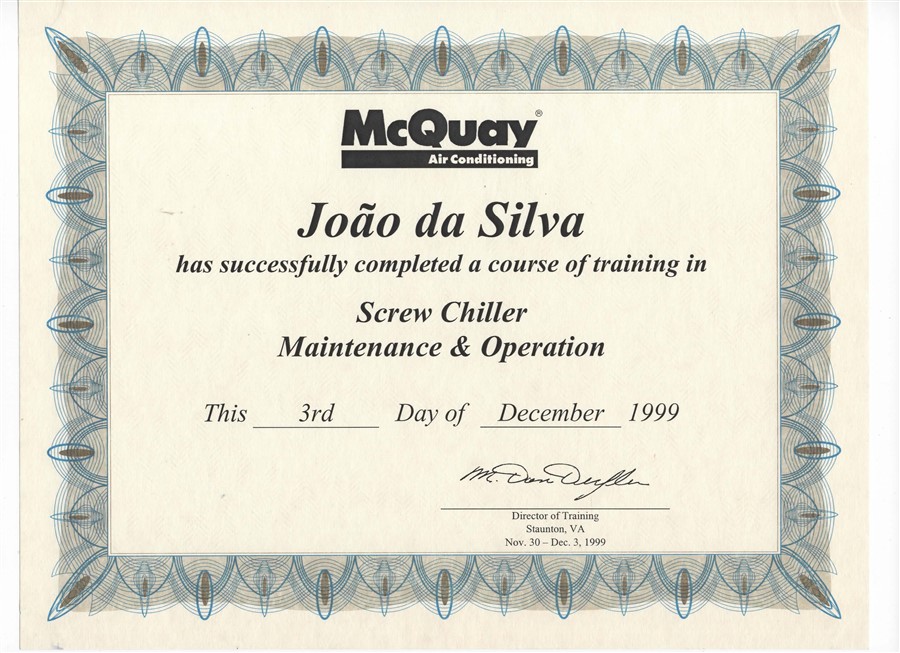 McQuay®
Air Conditioning
João da Silva
has successfully completed a course of training in
Screw Chiller
Maintenance & Operation
This 3rd Day of December 1999
M. Dan
Director of Training
Staunton, VA
Nov. 30 – Dec. 3, 1999